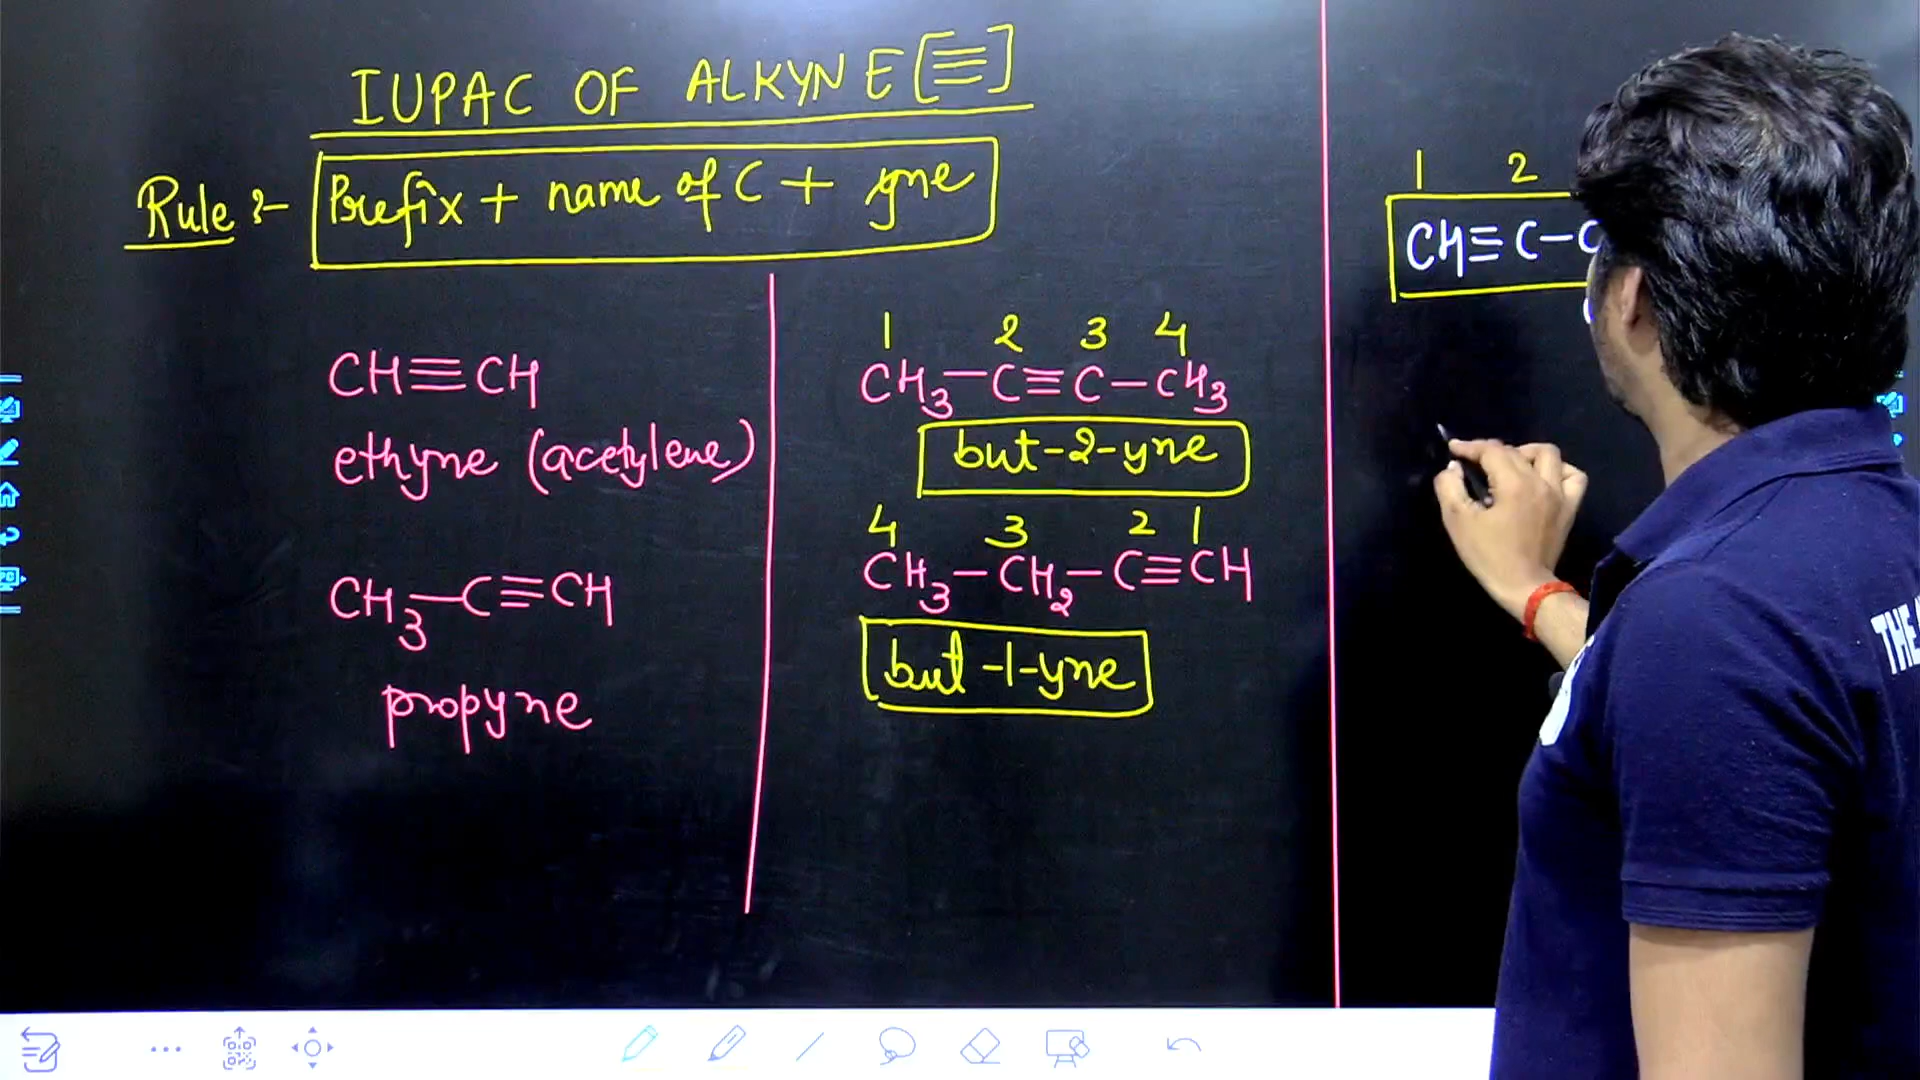 IUPAC OF ALKYNE [≡]
Rule :- Prefix + name of C + yne
CH≡CH
ethyne (acetylene)
CH₃—C≡CH
propyne
1 2 3 4
CH₃—C≡C—CH₃
but-2-yne
4 3 2 1
CH₃—CH₂—C≡CH
but-1-yne
1 2
CH≡C—C
THE